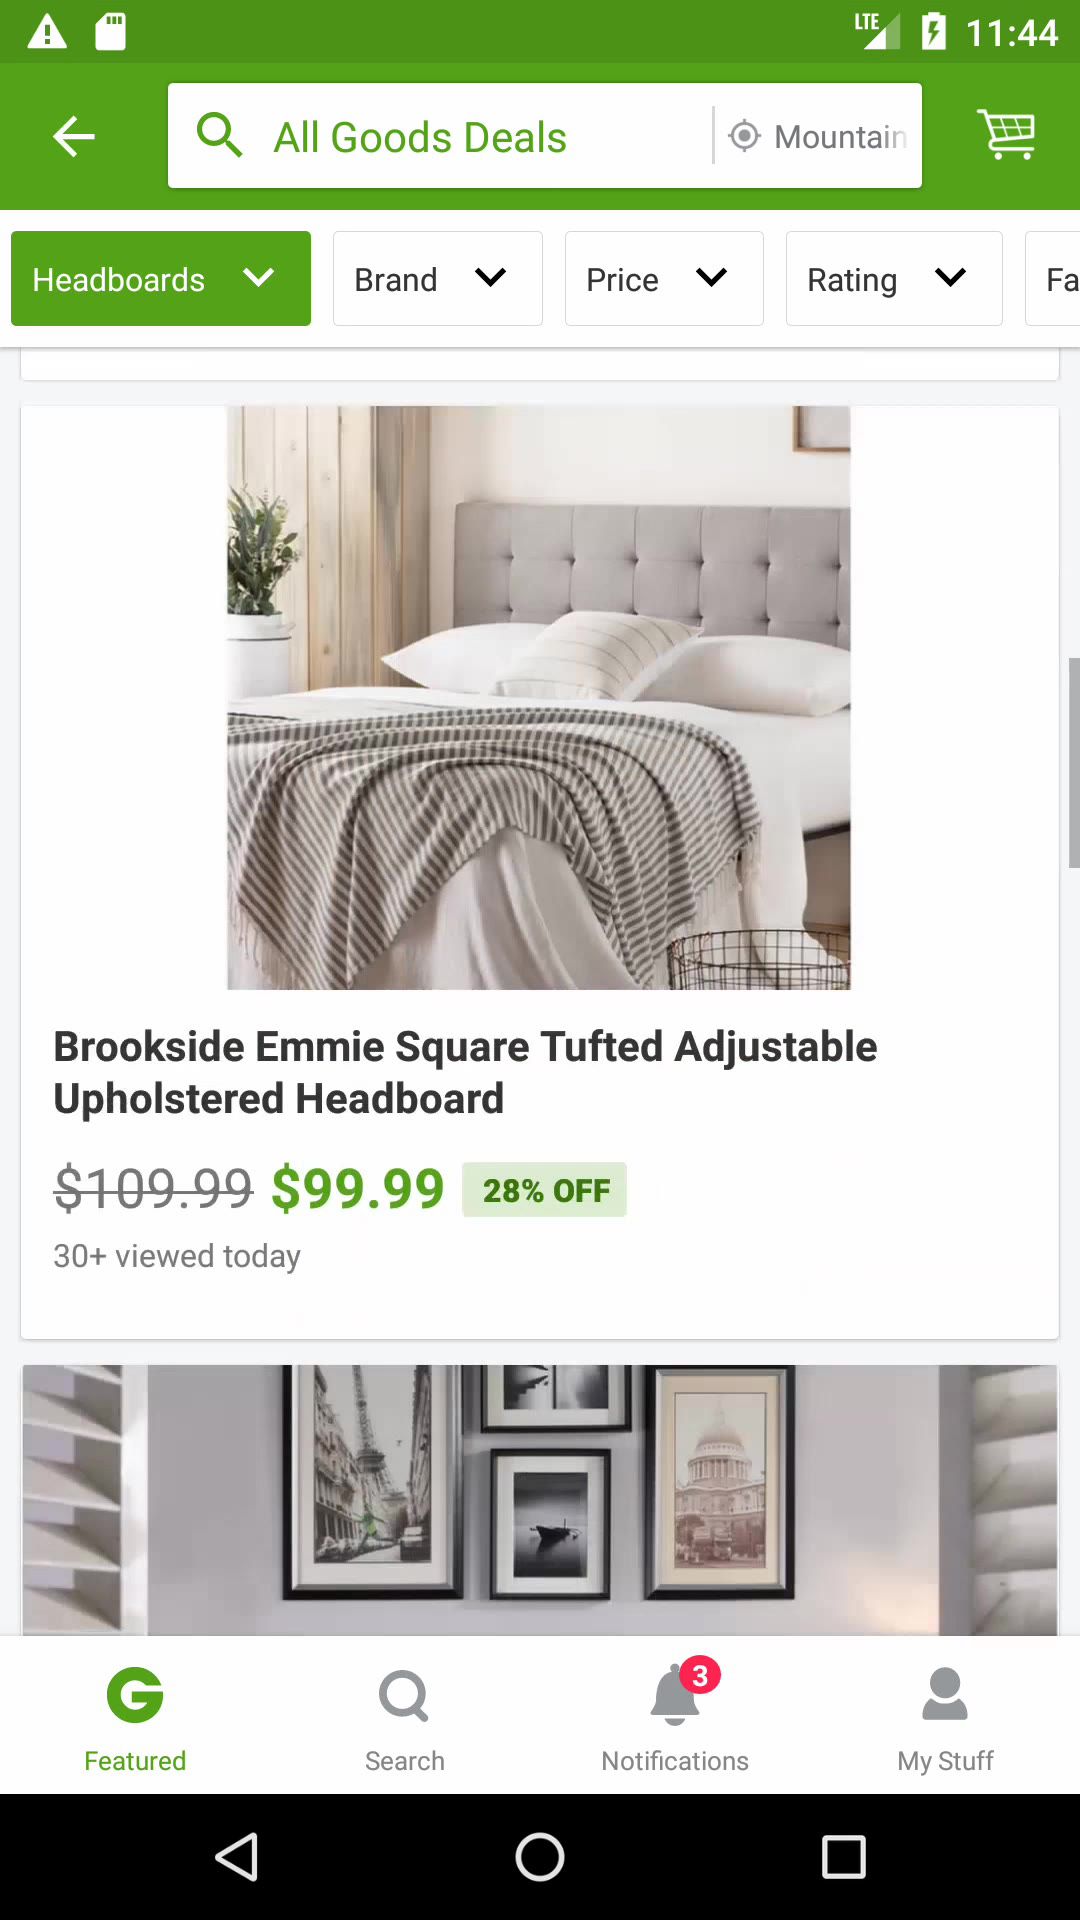 LTE 11:44
All Goods Deals Mountain
Headboards Brand Price Rating Fa
Brookside Emmie Square Tufted Adjustable
Upholstered Headboard
$109.99 $99.99 28% OFF
30+ viewed today
3
Featured Search Notifications My Stuff